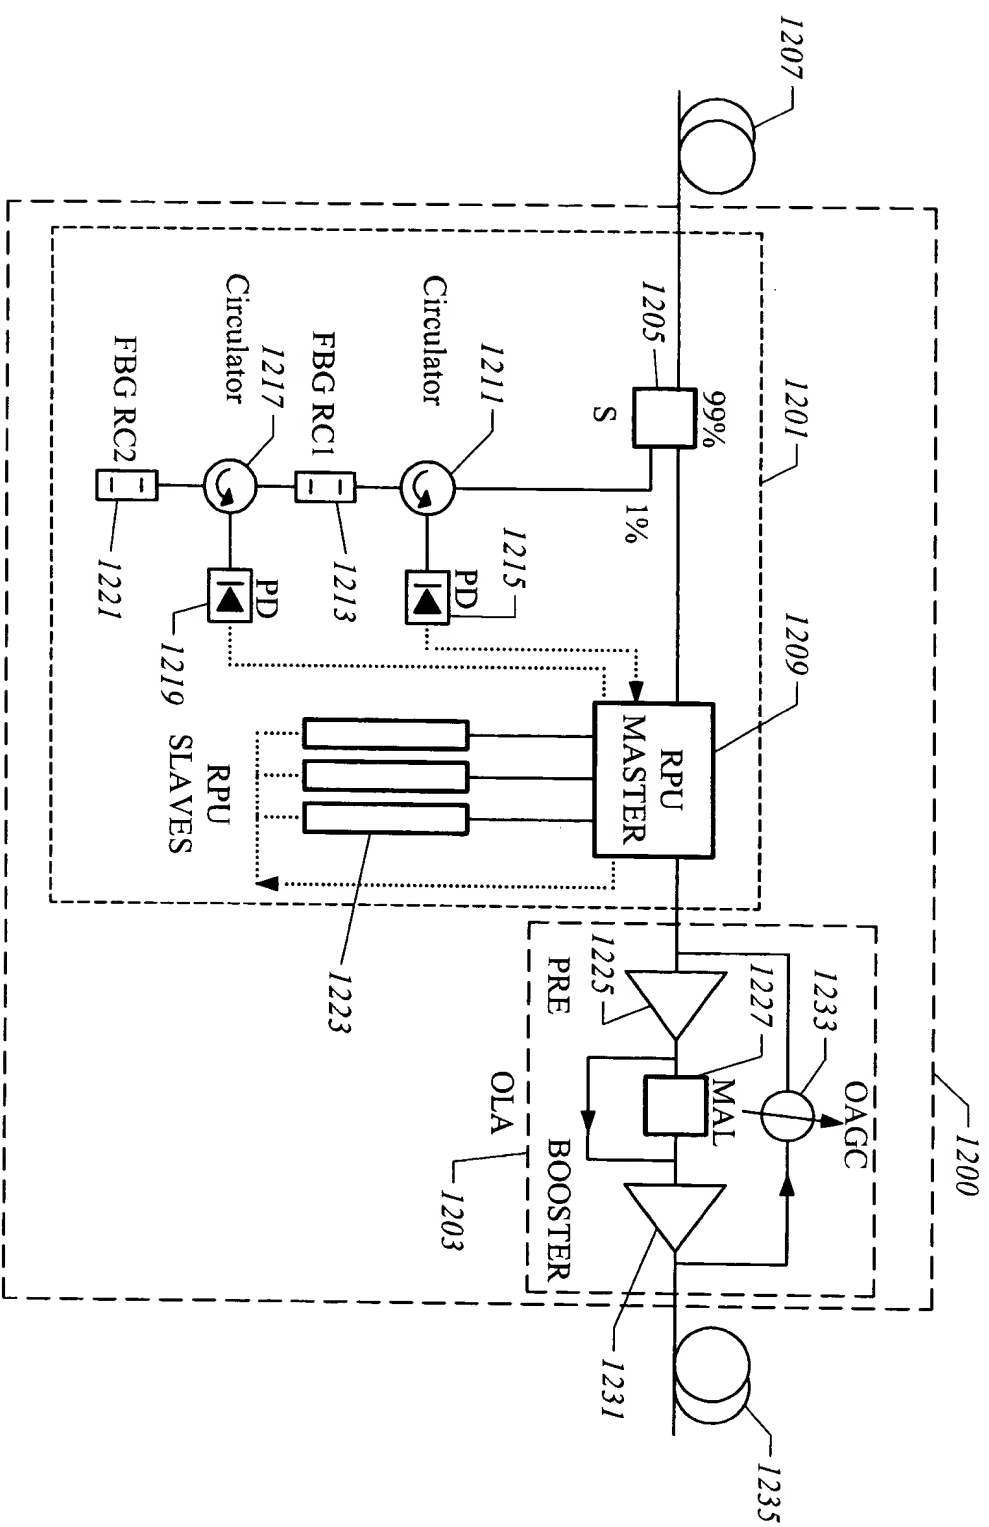 1207
1201
1209
1233
OAGC
1200
1235
99%
1205
S
1%
1211
Circulator
1215
PD
RPU
MASTER
1225
PRE
1227
MAL
BOOSTER
1231
OLA
1203
FBG RC1
1213
1217
Circulator
PD
1219
FBG RC2
1221
RPU
SLAVES
1223